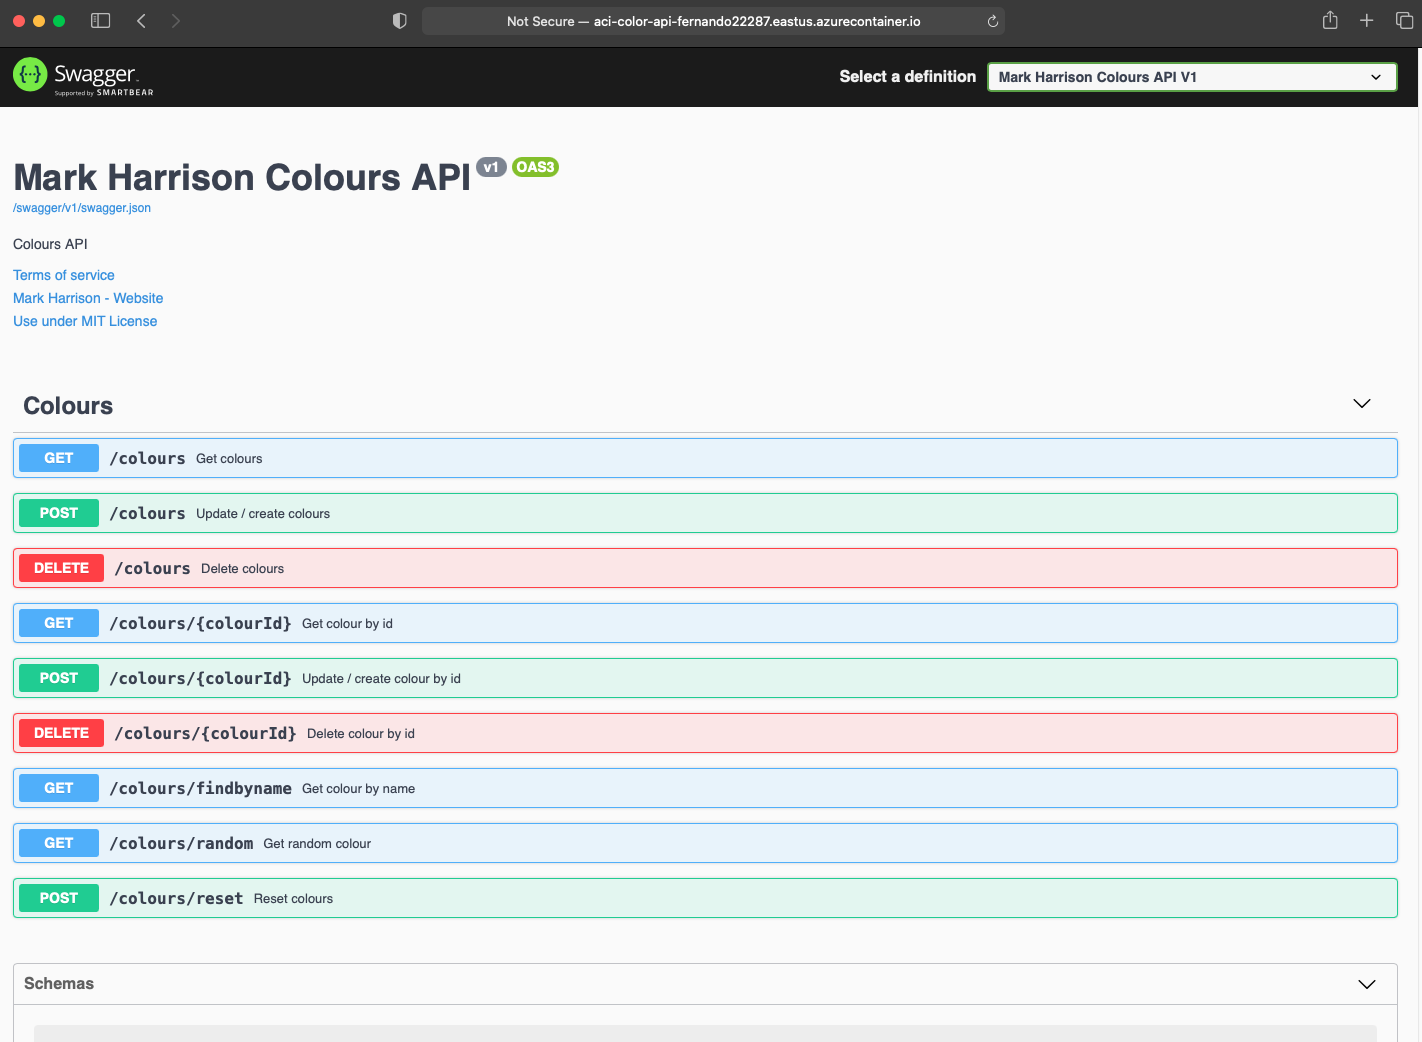 Not Secure — aci-color-api-fernando22287.eastus.azurecontainer.io
Swagger.
Supported by SMARTBEAR
Select a definition
Mark Harrison Colours API V1
Mark Harrison Colours API v1 OAS3
/swagger/v1/swagger.json
Colours API
Terms of service
Mark Harrison - Website
Use under MIT License
Colours
GET /colours Get colours
POST /colours Update / create colours
DELETE /colours Delete colours
GET /colours/{colourId} Get colour by id
POST /colours/{colourId} Update / create colour by id
DELETE /colours/{colourId} Delete colour by id
GET /colours/findbyname Get colour by name
GET /colours/random Get random colour
POST /colours/reset Reset colours
Schemas